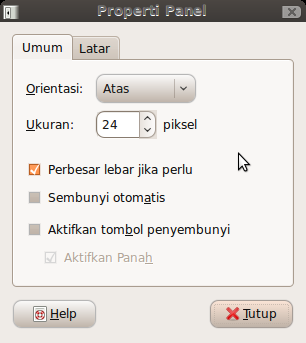 Properti Panel
Umum
Latar
Orientasi: Atas
Ukuran: 24 piksel
Perbesar lebar jika perlu
Sembunyi otomatis
Aktifkan tombol penyembunyi
Aktifkan Panah
Help
Tutup